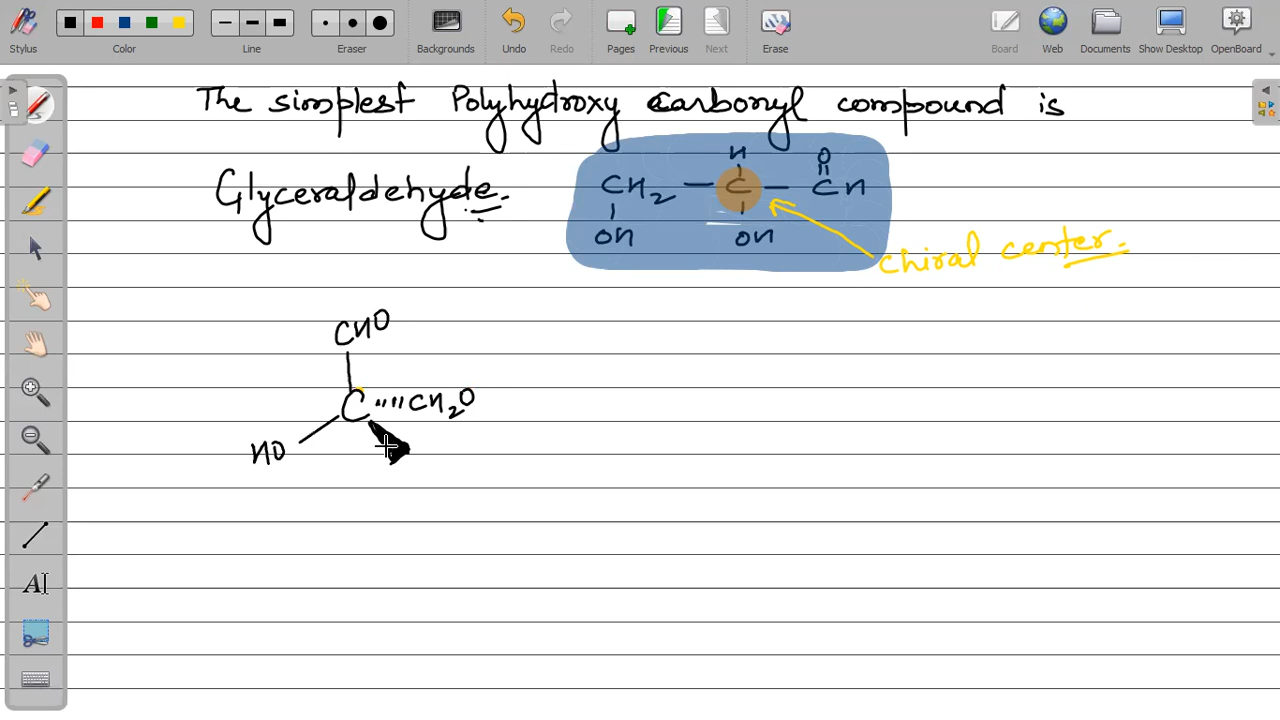 Stylus
Color
Line
Eraser
Backgrounds
Undo
Redo
Pages
Previous
Next
Erase
Board
Web
Documents
Show Desktop
OpenBoard
The simplest Polyhydroxy Carbonyl compound is
Glyceraldehyde.
H O
CH2 — C — CH
OH OH
chiral center.
CHO
C CH2O
HO
A